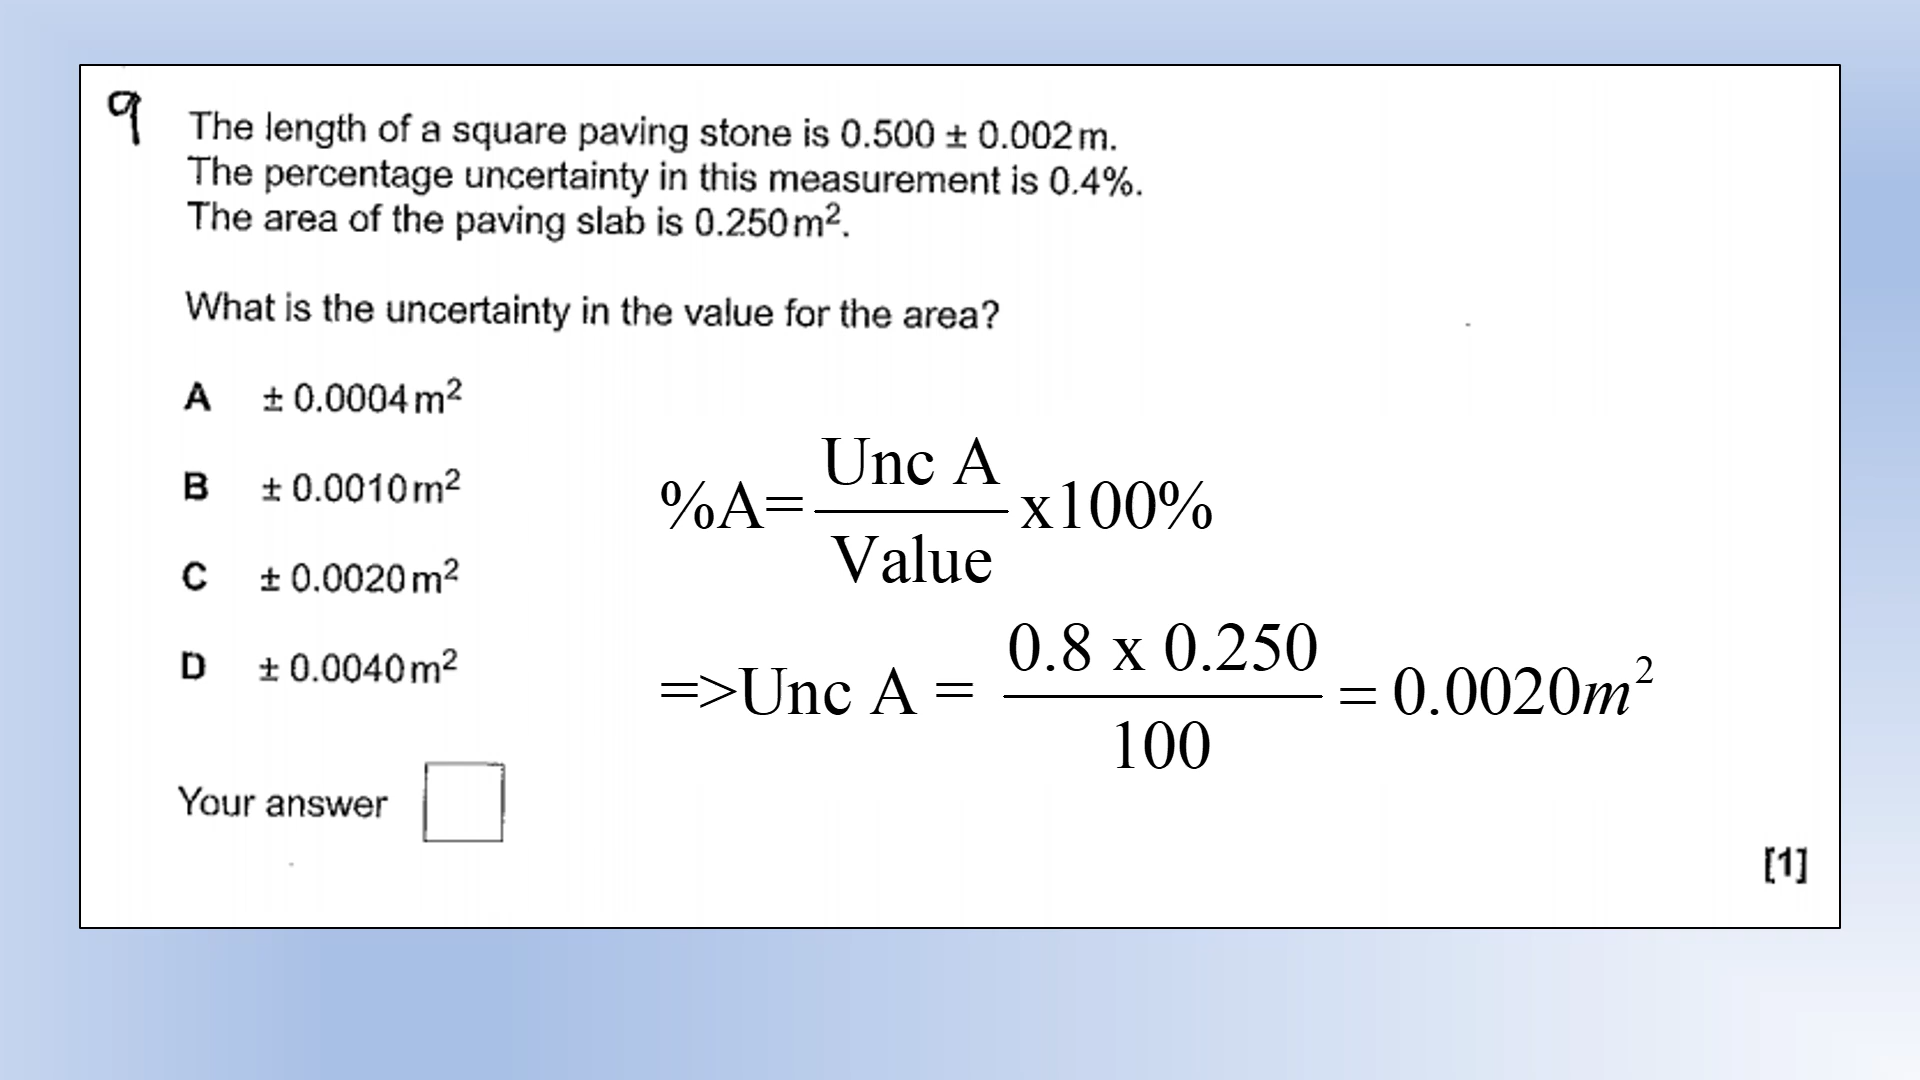 9
The length of a square paving stone is 0.500 ± 0.002 m.
The percentage uncertainty in this measurement is 0.4%.
The area of the paving slab is 0.250 m².
What is the uncertainty in the value for the area?
A ± 0.0004 m²
B ± 0.0010 m²
C ± 0.0020 m²
D ± 0.0040 m²
%A= Unc A / Value x100%
=>Unc A = 0.8 x 0.250 / 100 = 0.0020m²
Your answer
[1]